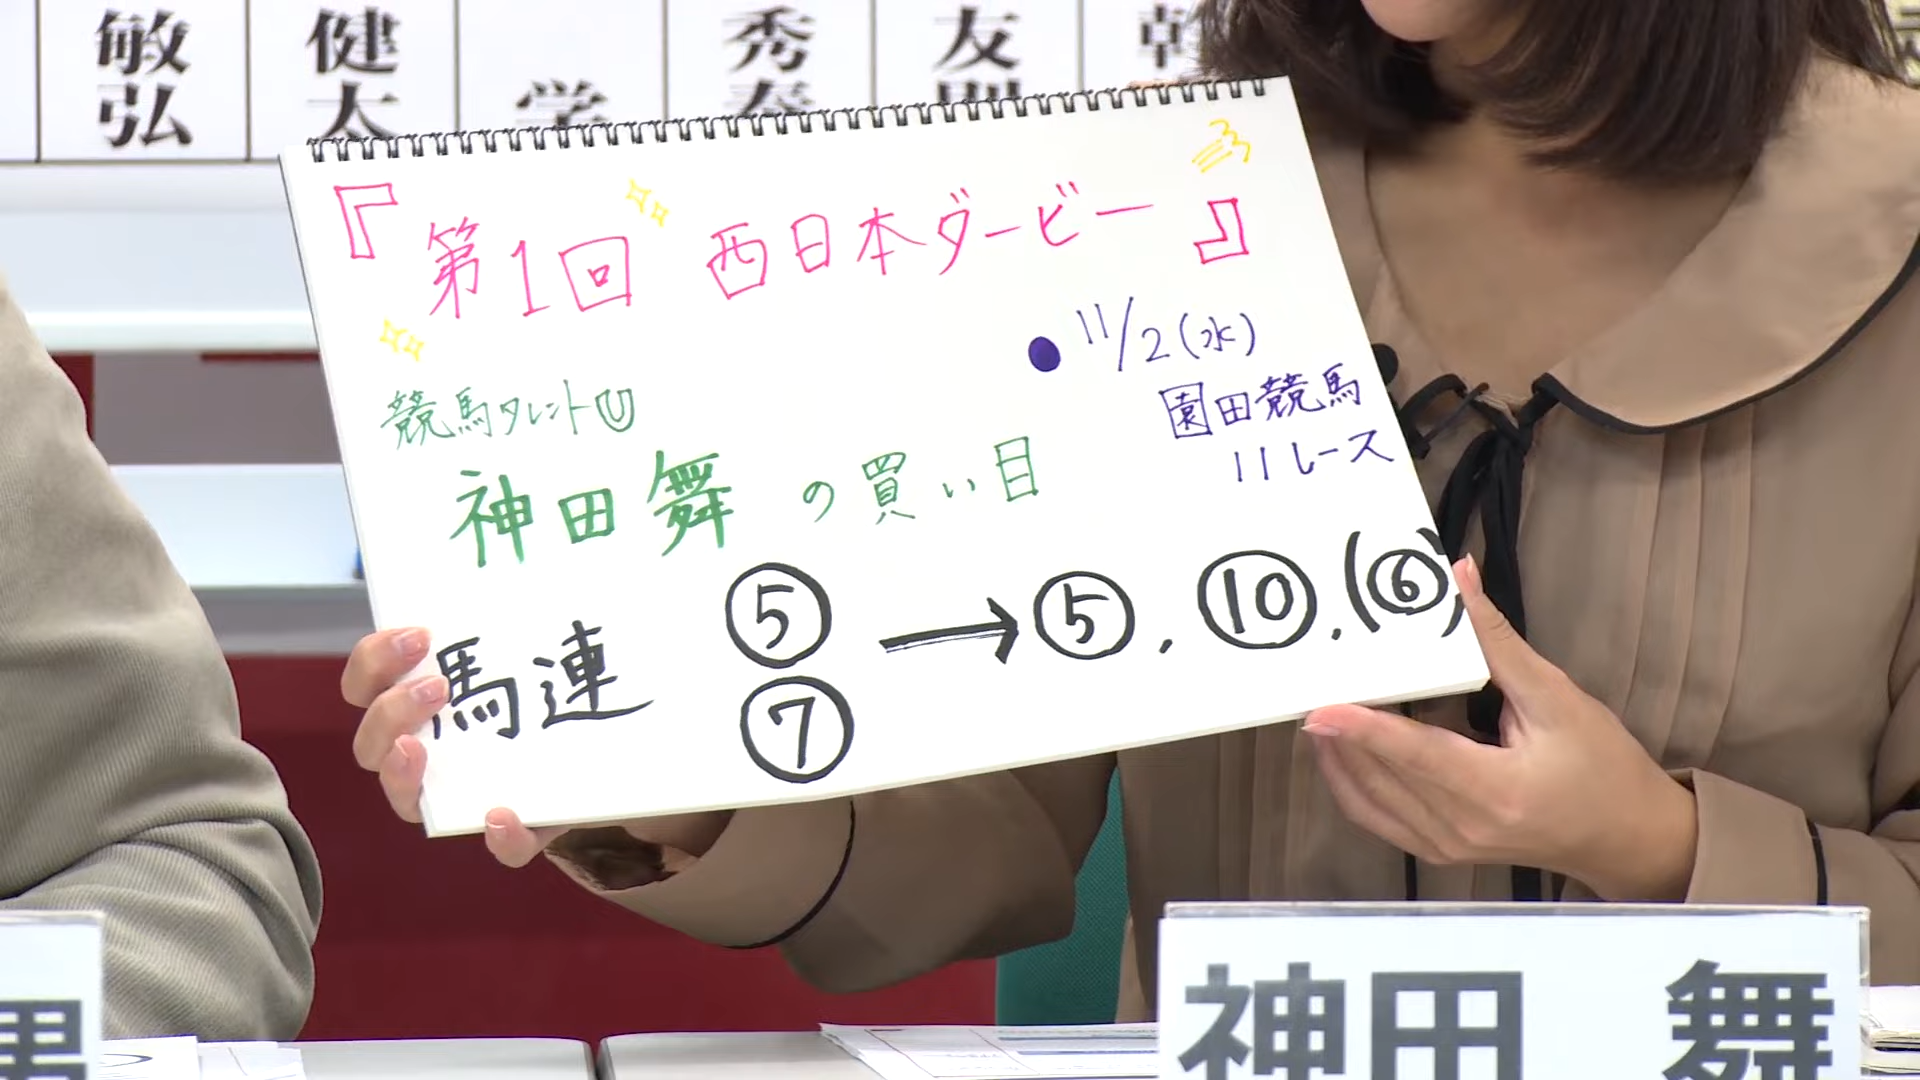 敏弘
健太
学
秀
友
『第1回 西日本ダービー』
● 11/2(水)
園田競馬
11レース
競馬タレント
神田舞の買い目
馬連 ⑤ → ⑤, ⑩, (⑥)
⑦
神田 舞